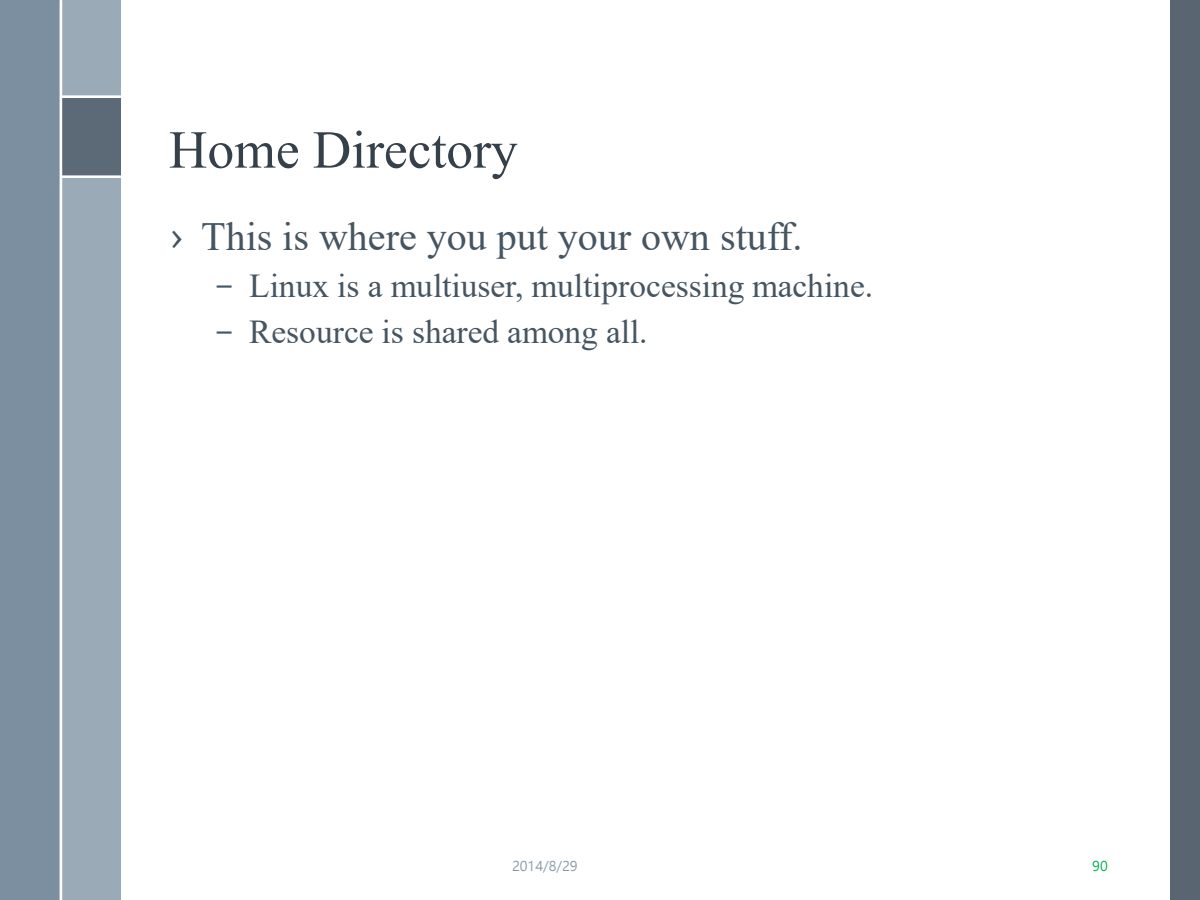 Home Directory
› This is where you put your own stuff.
– Linux is a multiuser, multiprocessing machine.
– Resource is shared among all.
2014/8/29
90